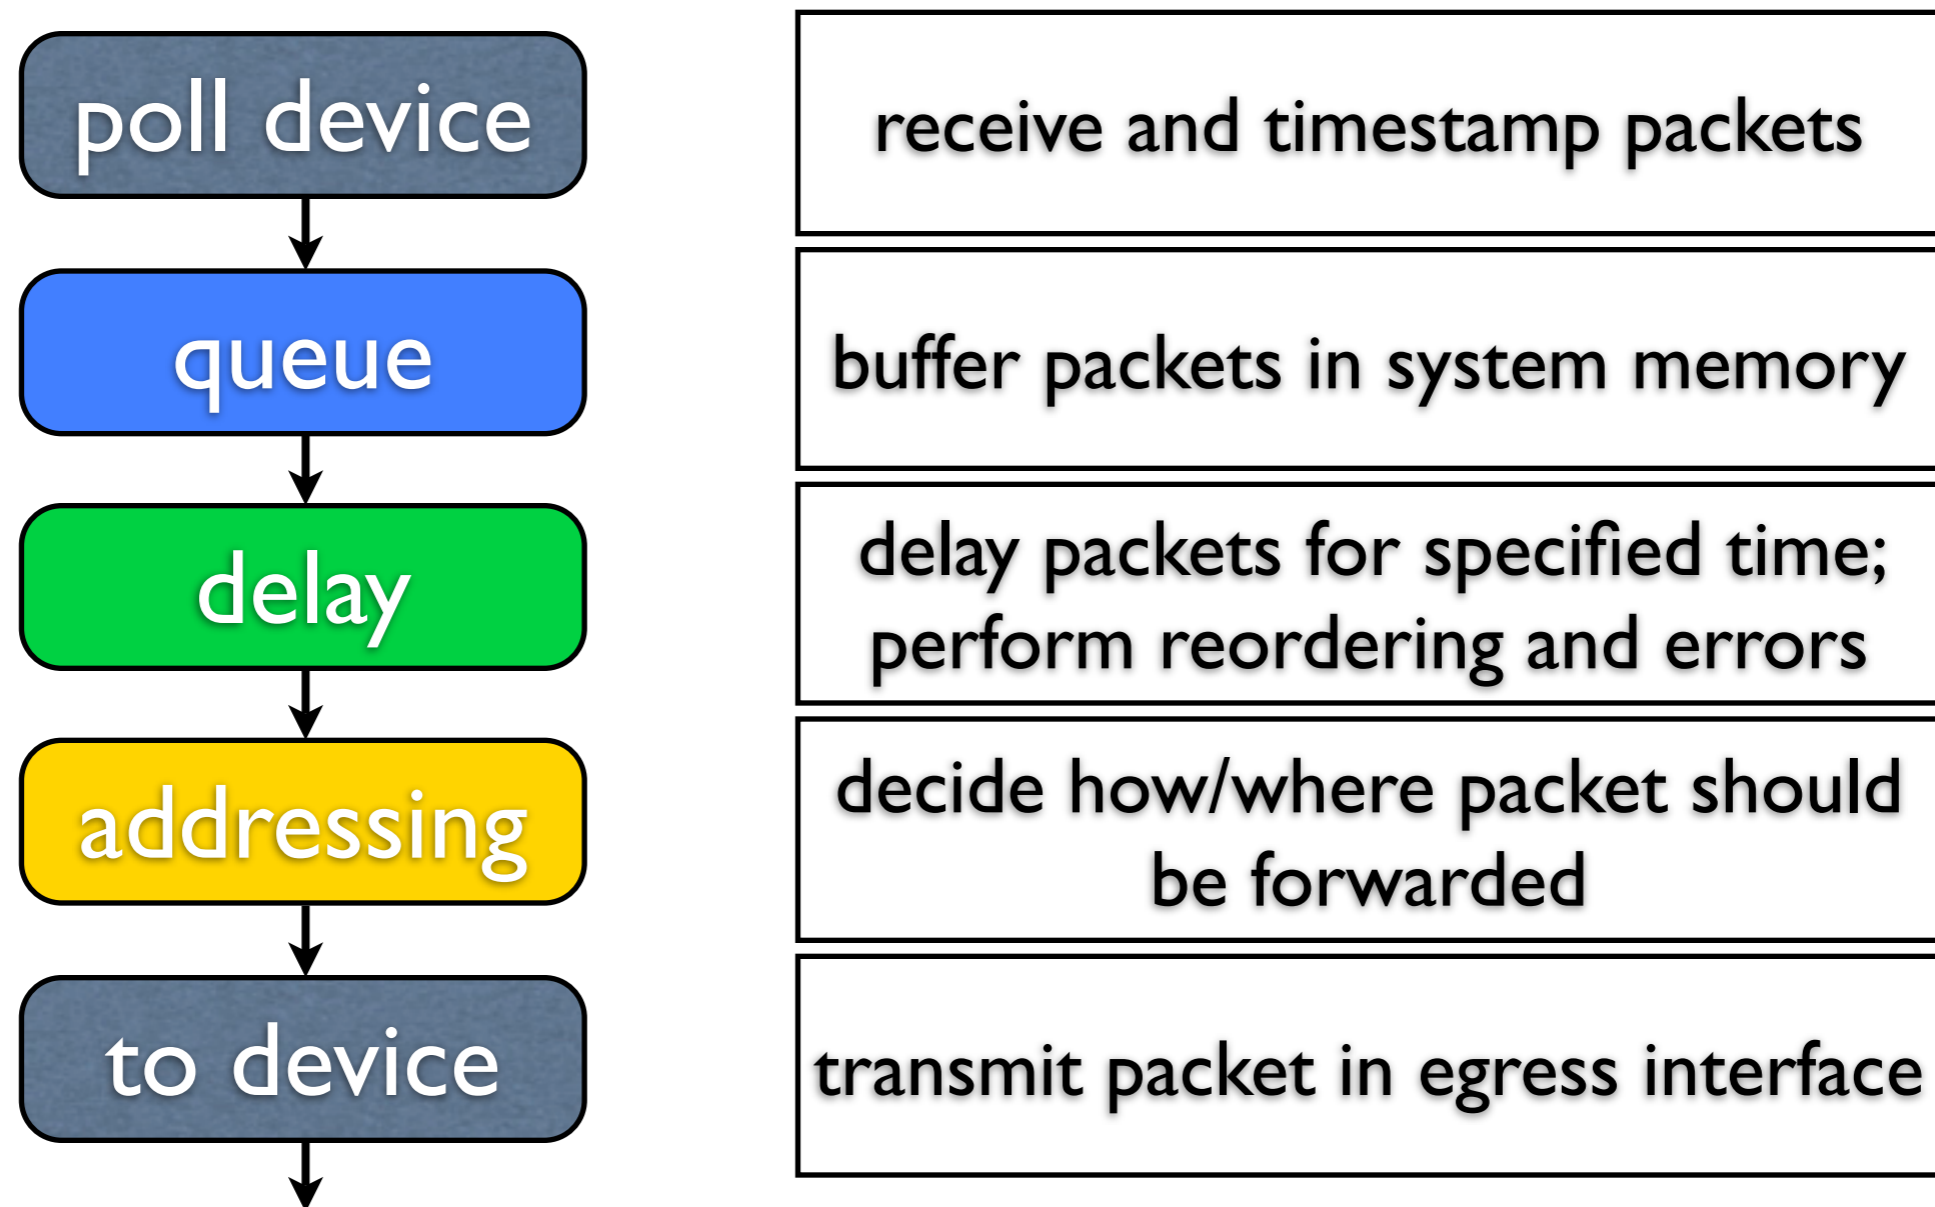 poll device
receive and timestamp packets
queue
buffer packets in system memory
delay
delay packets for specified time;
perform reordering and errors
addressing
decide how/where packet should
be forwarded
to device
transmit packet in egress interface